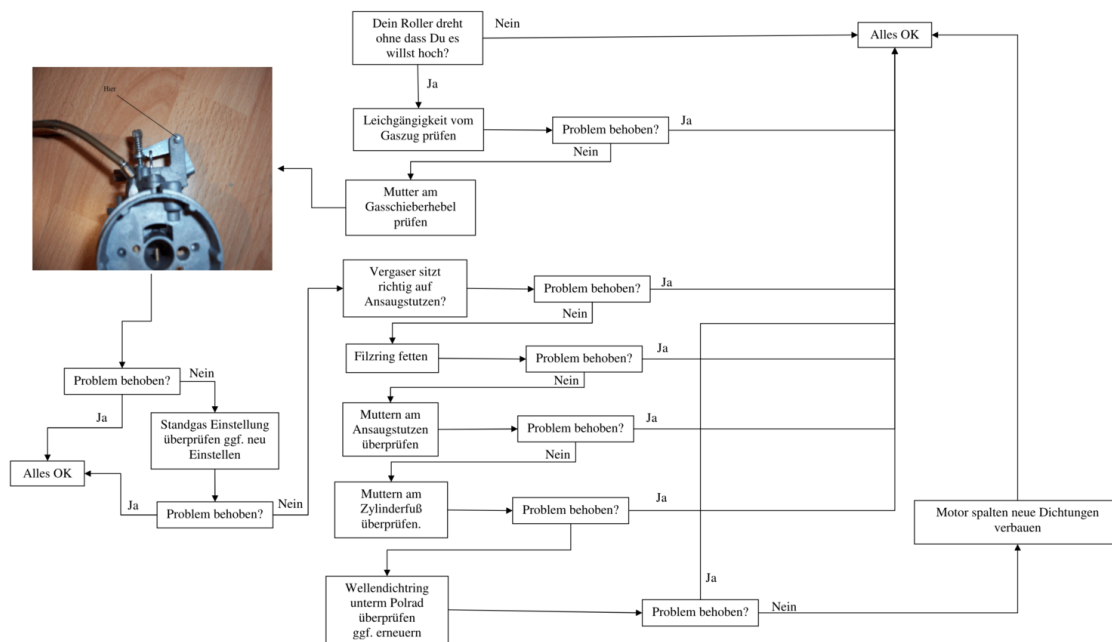 Dein Roller dreht
ohne dass Du es
willst hoch?
Nein
Alles OK
Ja
Hier
Leichgängigkeit vom
Gaszug prüfen
Problem behoben?
Ja
Nein
Mutter am
Gasschieberhebel
prüfen
Vergaser sitzt
richtig auf
Ansaugstutzen?
Problem behoben?
Ja
Nein
Filzring fetten
Problem behoben?
Ja
Nein
Muttern am
Ansaugstutzen
überprüfen
Problem behoben?
Ja
Nein
Muttern am
Zylinderfuß
überprüfen.
Problem behoben?
Ja
Wellendichtring
unterm Polrad
überprüfen
ggf. erneuern
Problem behoben?
Ja
Nein
Motor spalten neue Dichtungen
verbauen
Problem behoben?
Nein
Ja
Standgas Einstellung
überprüfen ggf. neu
Einstellen
Alles OK
Ja
Problem behoben?
Nein